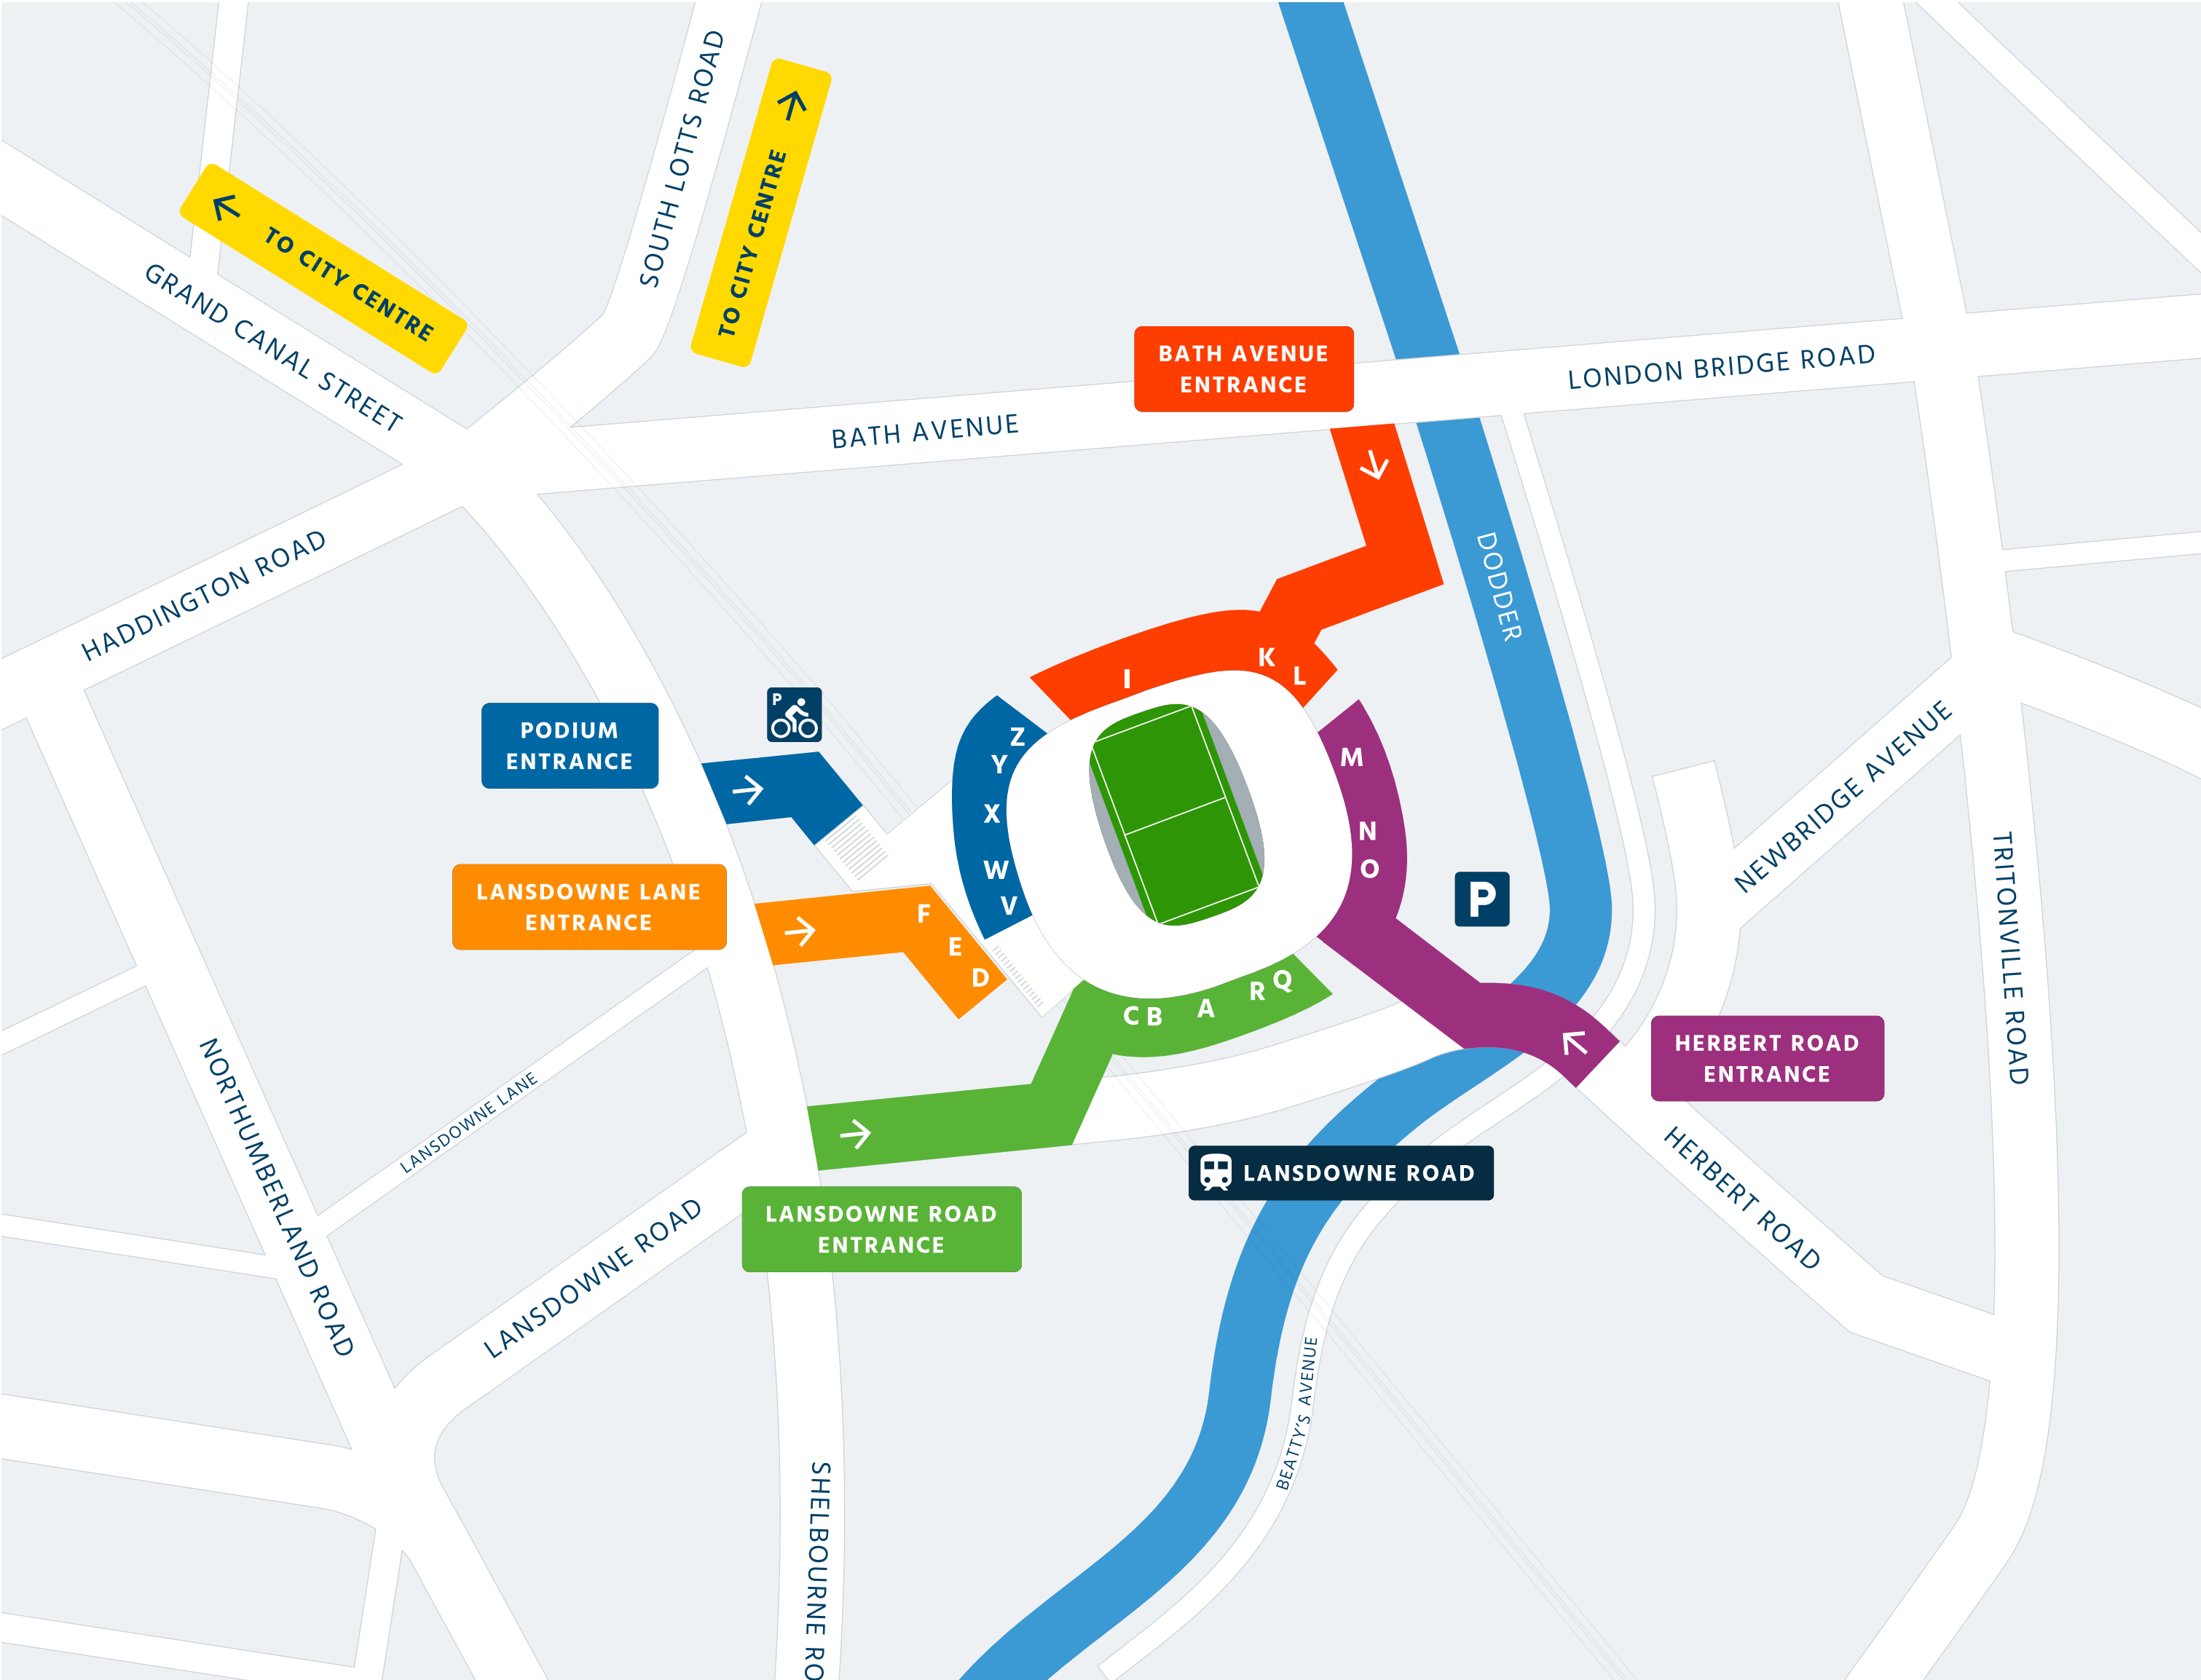 SOUTH LOTTS ROAD
TO CITY CENTRE
TO CITY CENTRE
GRAND CANAL STREET
BATH AVENUE
ENTRANCE
LONDON BRIDGE ROAD
BATH AVENUE
HADDINGTON ROAD
DODDER
K
I
L
P
PODIUM
ENTRANCE
Z
Y
X
W
V
M
N
O
NEWBRIDGE AVENUE
LANSDOWNE LANE
ENTRANCE
F
E
D
P
TRITONVILLE ROAD
C B A R Q
HERBERT ROAD
ENTRANCE
NORTHUMBERLAND ROAD
LANSDOWNE LANE
LANSDOWNE ROAD
HERBERT ROAD
LANSDOWNE ROAD
ENTRANCE
LANSDOWNE ROAD
BEATTY'S AVENUE
SHELBOURNE RO